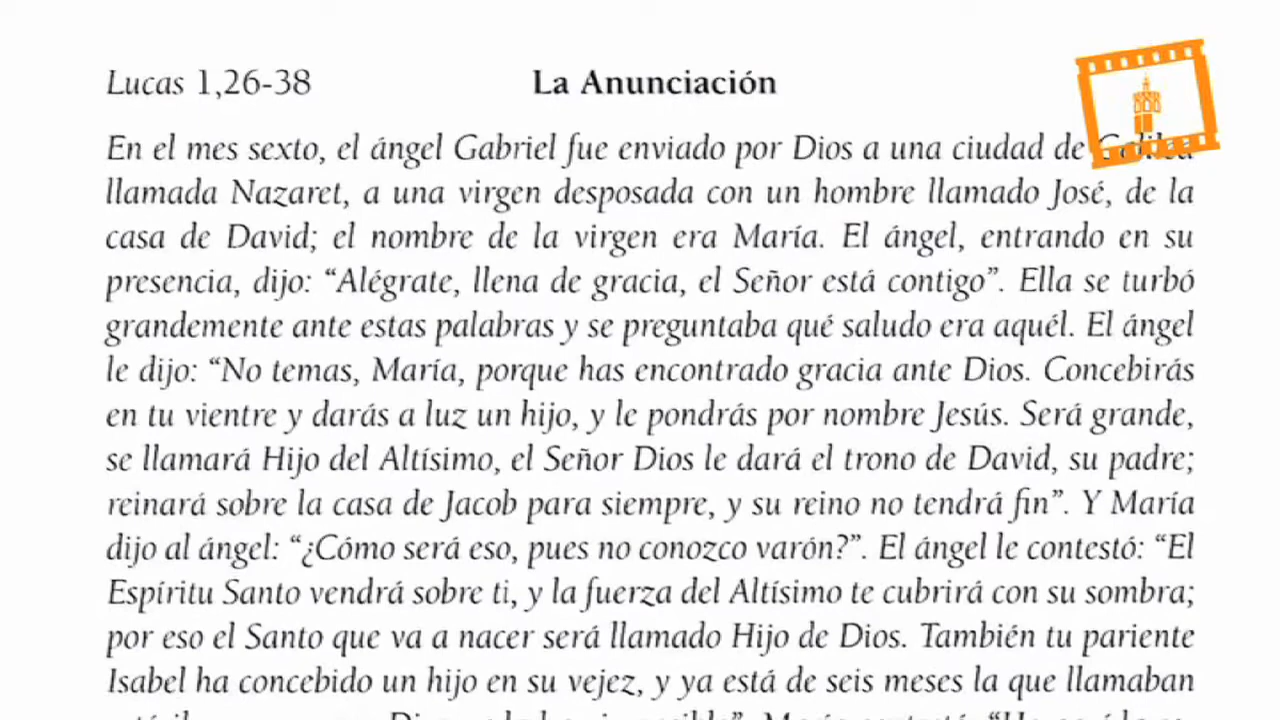 Lucas 1,26-38
La Anunciación
En el mes sexto, el ángel Gabriel fue enviado por Dios a una ciudad de Galilea
llamada Nazaret, a una virgen desposada con un hombre llamado José, de la
casa de David; el nombre de la virgen era María. El ángel, entrando en su
presencia, dijo: “Alégrate, llena de gracia, el Señor está contigo”. Ella se turbó
grandemente ante estas palabras y se preguntaba qué saludo era aquél. El ángel
le dijo: “No temas, María, porque has encontrado gracia ante Dios. Concebirás
en tu vientre y darás a luz un hijo, y le pondrás por nombre Jesús. Será grande,
se llamará Hijo del Altísimo, el Señor Dios le dará el trono de David, su padre;
reinará sobre la casa de Jacob para siempre, y su reino no tendrá fin”. Y María
dijo al ángel: “¿Cómo será eso, pues no conozco varón?”. El ángel le contestó: “El
Espíritu Santo vendrá sobre ti, y la fuerza del Altísimo te cubrirá con su sombra;
por eso el Santo que va a nacer será llamado Hijo de Dios. También tu pariente
Isabel ha concebido un hijo en su vejez, y ya está de seis meses la que llamaban